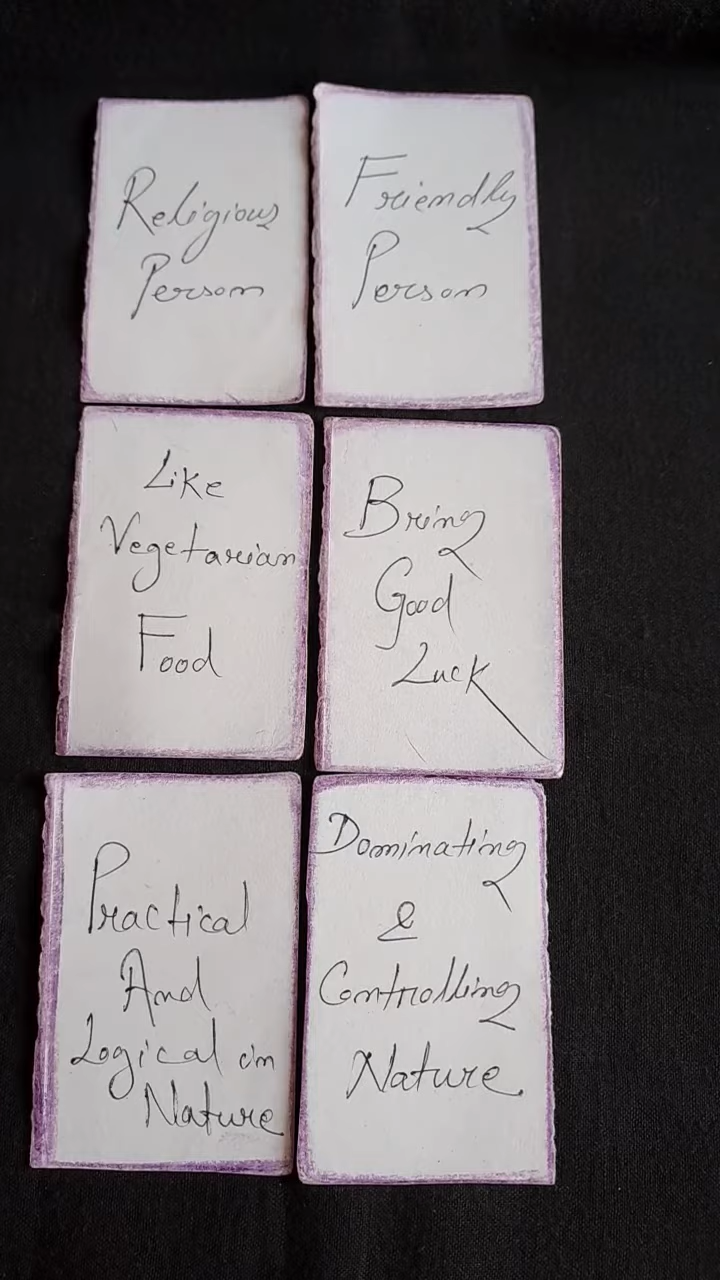 Religious
Person
Friendly
Person
Like
Vegetarian
Food
Bring
Good
Luck
Practical
And
Logical in
Nature
Dominating
&
Controlling
Nature